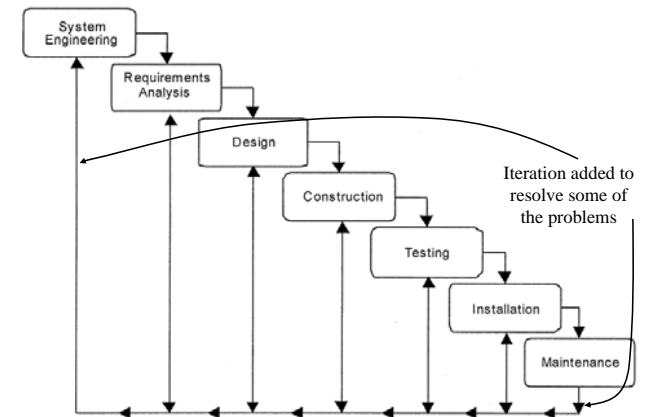 System
Engineering
Requirements
Analysis
Design
Construction
Iteration added to
resolve some of
the problems
Testing
Installation
Maintenance